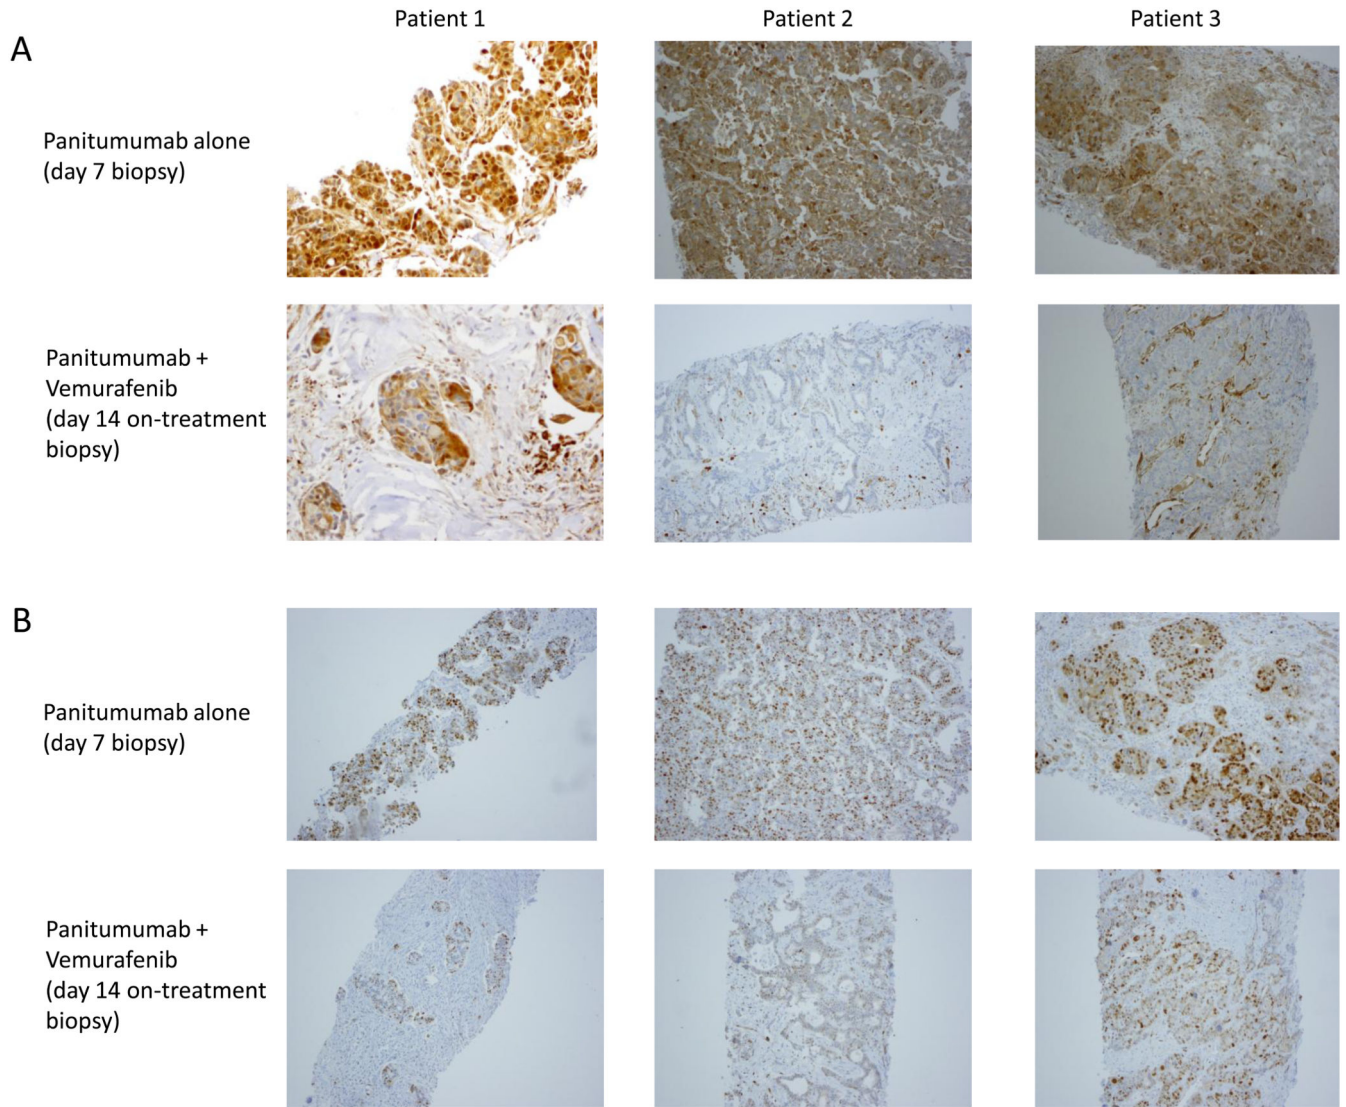 Patient 1
Patient 2
Patient 3
A
Panitumumab alone
(day 7 biopsy)
Panitumumab +
Vemurafenib
(day 14 on-treatment
biopsy)
B
Panitumumab alone
(day 7 biopsy)
Panitumumab +
Vemurafenib
(day 14 on-treatment
biopsy)